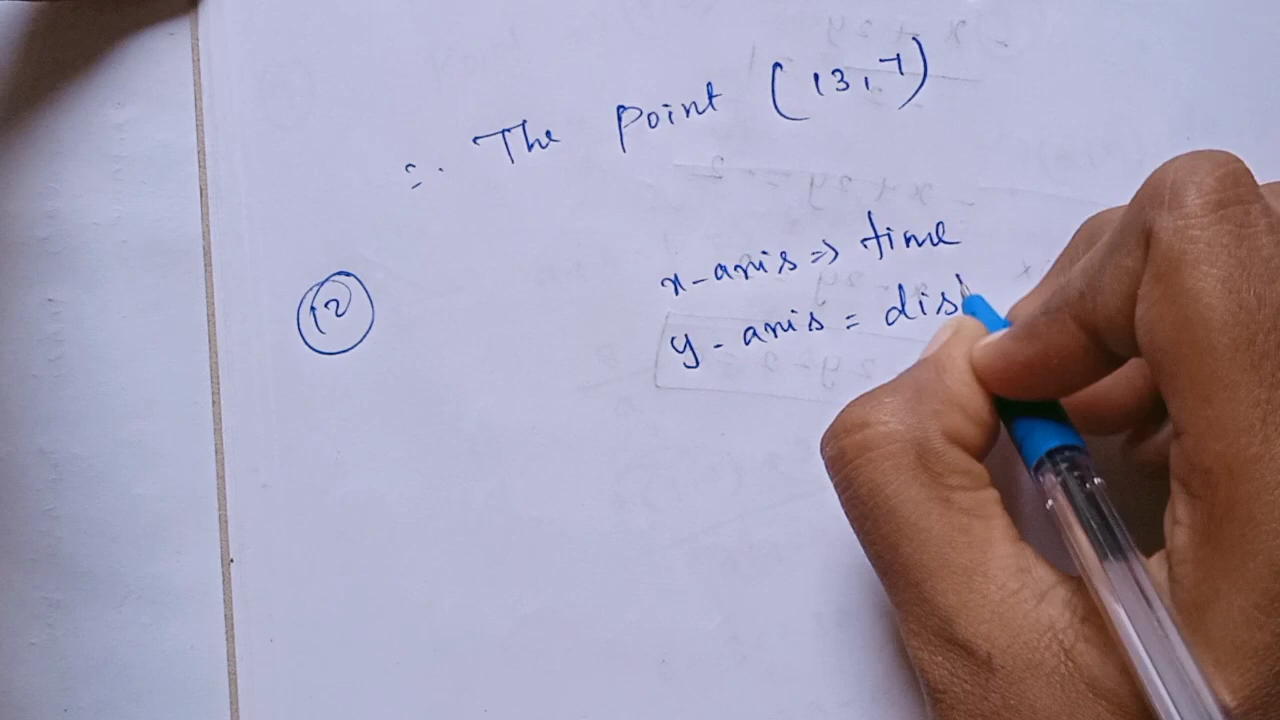 ∴ The point (13,7)
12
x-axis ⇒ time
y-axis = dis